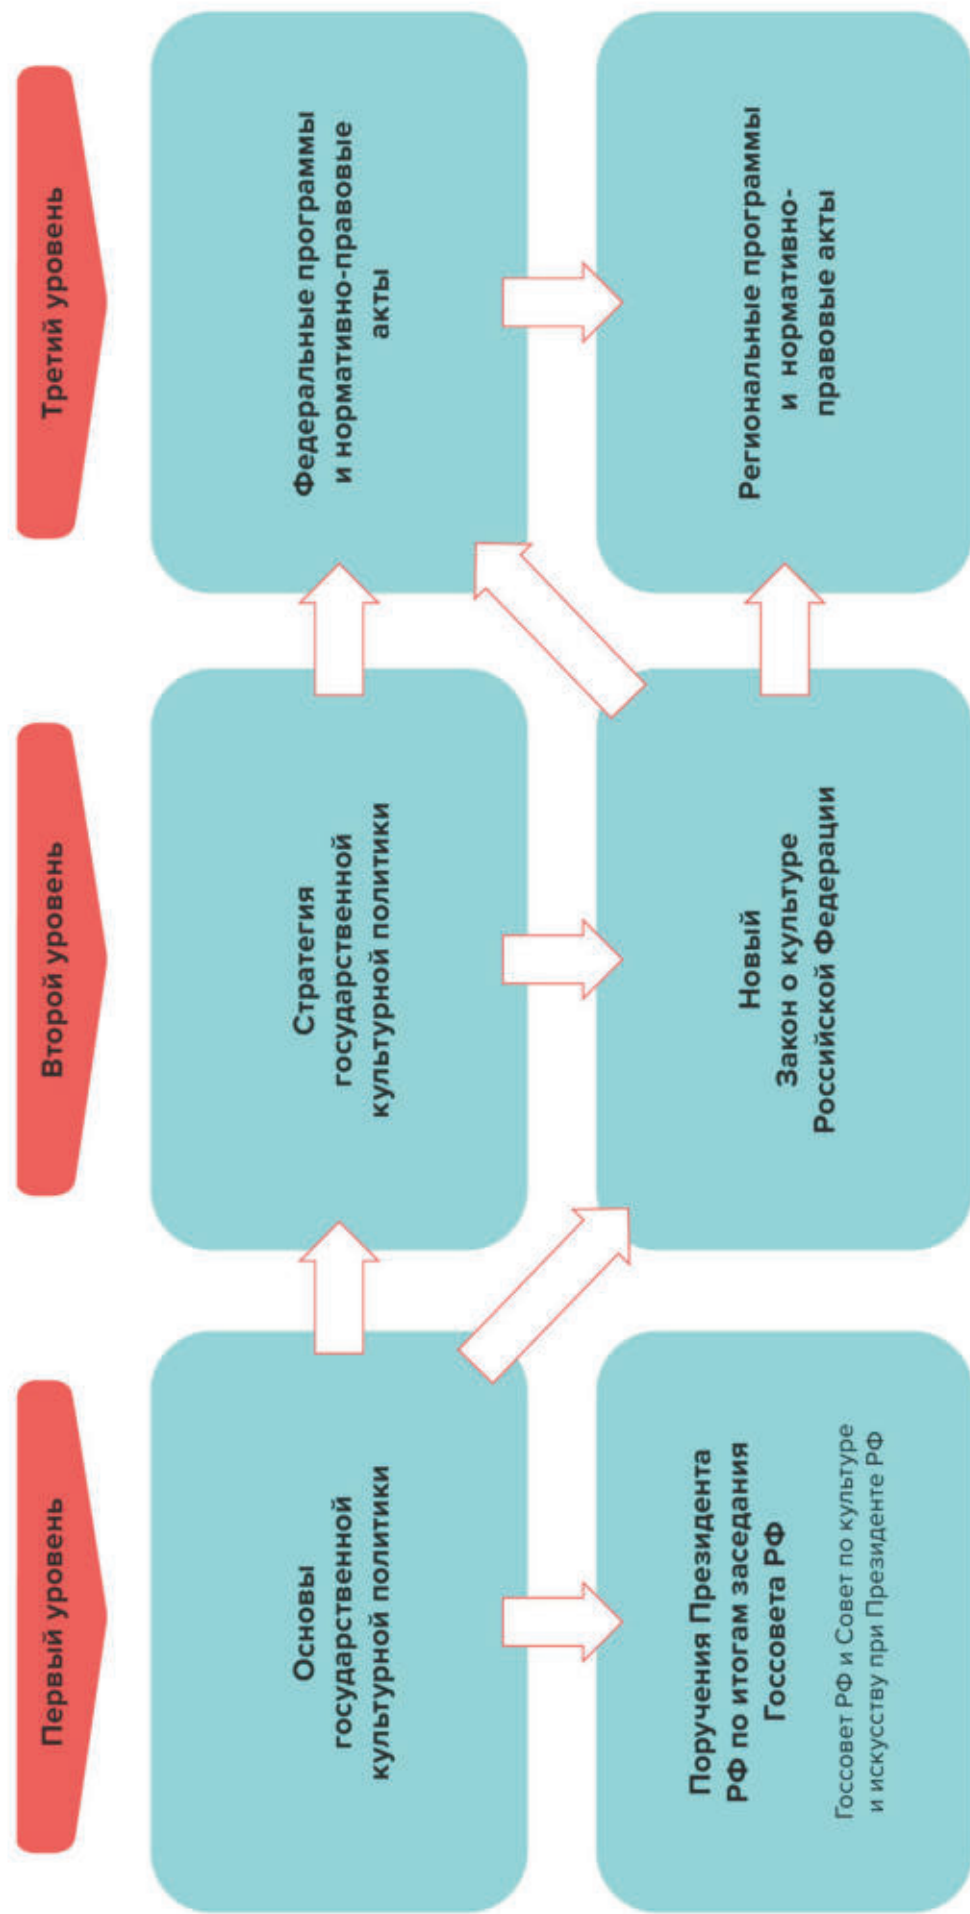 Первый уровень
Второй уровень
Третий уровень
Основы
государственной
культурной политики
Стратегия
государственной
культурной политики
Федеральные программы
и нормативно-правовые
акты
Поручения Президента
РФ по итогам заседания
Госсовета РФ
Госсовет РФ и Совет по культуре
и искусству при Президенте РФ
Новый
Закон о культуре
Российской Федерации
Региональные программы
и нормативно-
правовые акты